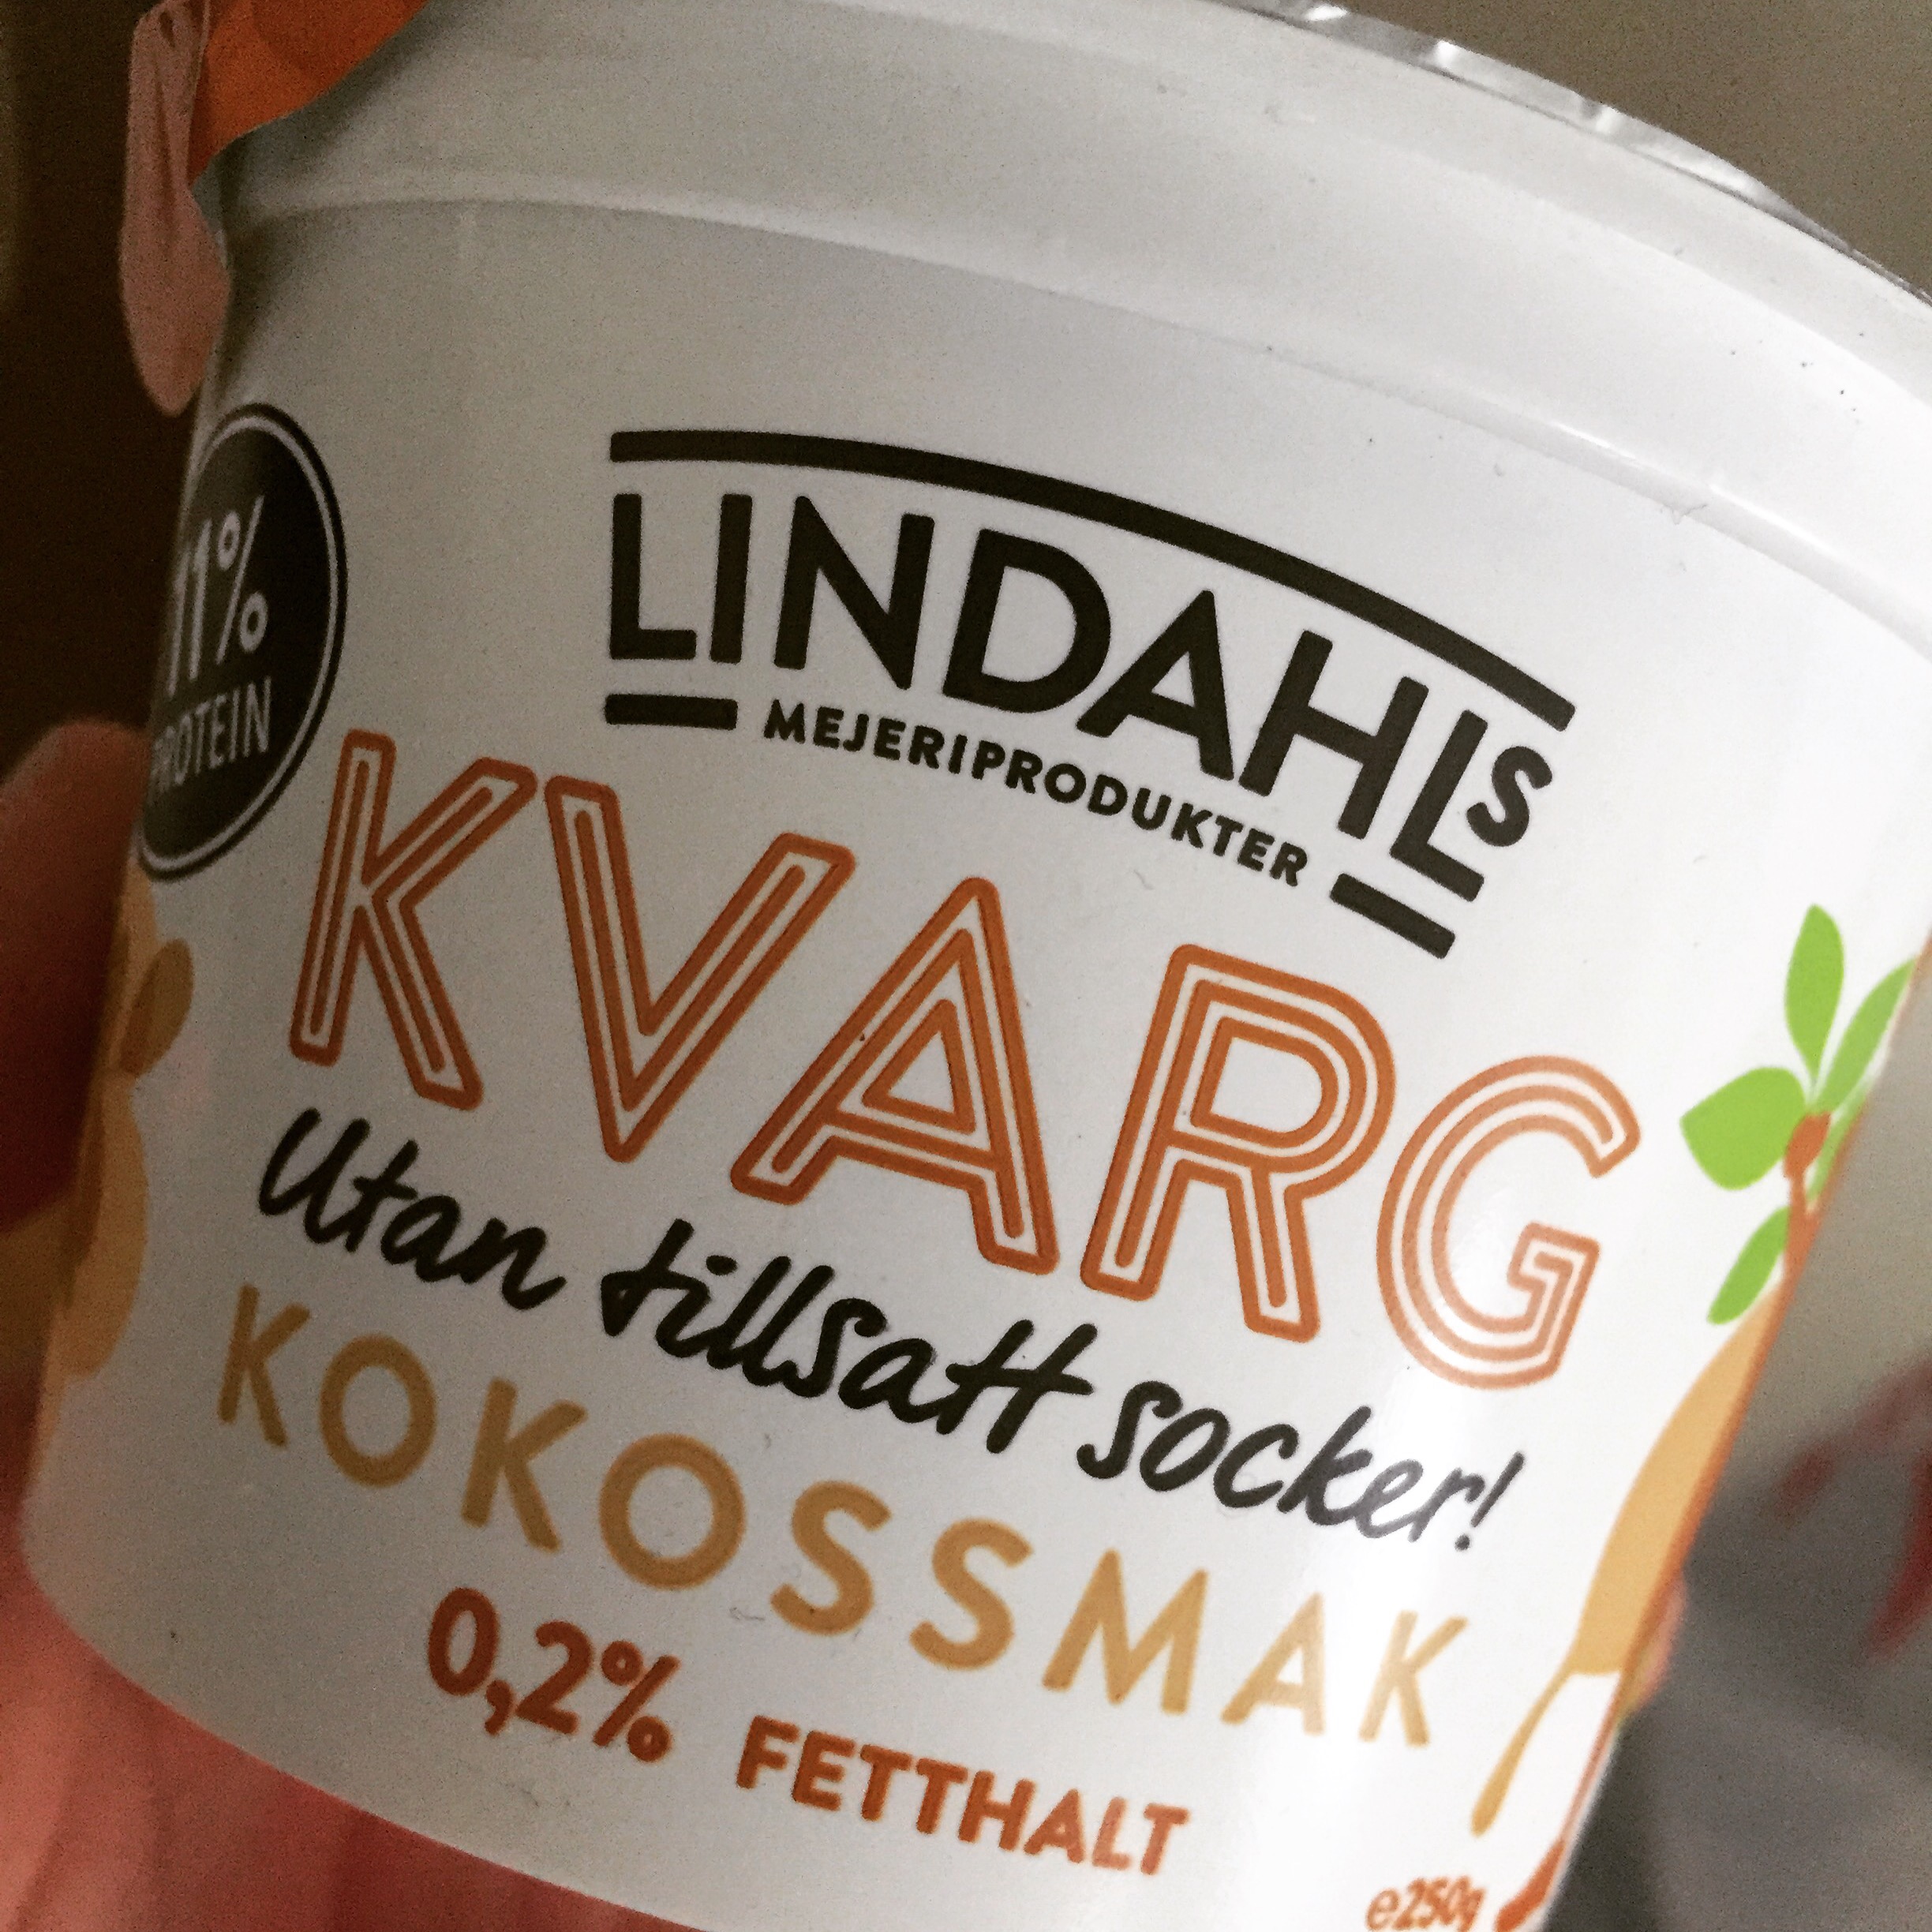 11%
PROTEIN
LINDAHLS
MEJERIPRODUKTER
KVARG
Utan tillsatt socker!
KOKOSSMAK
0,2% FETTHALT
e250g